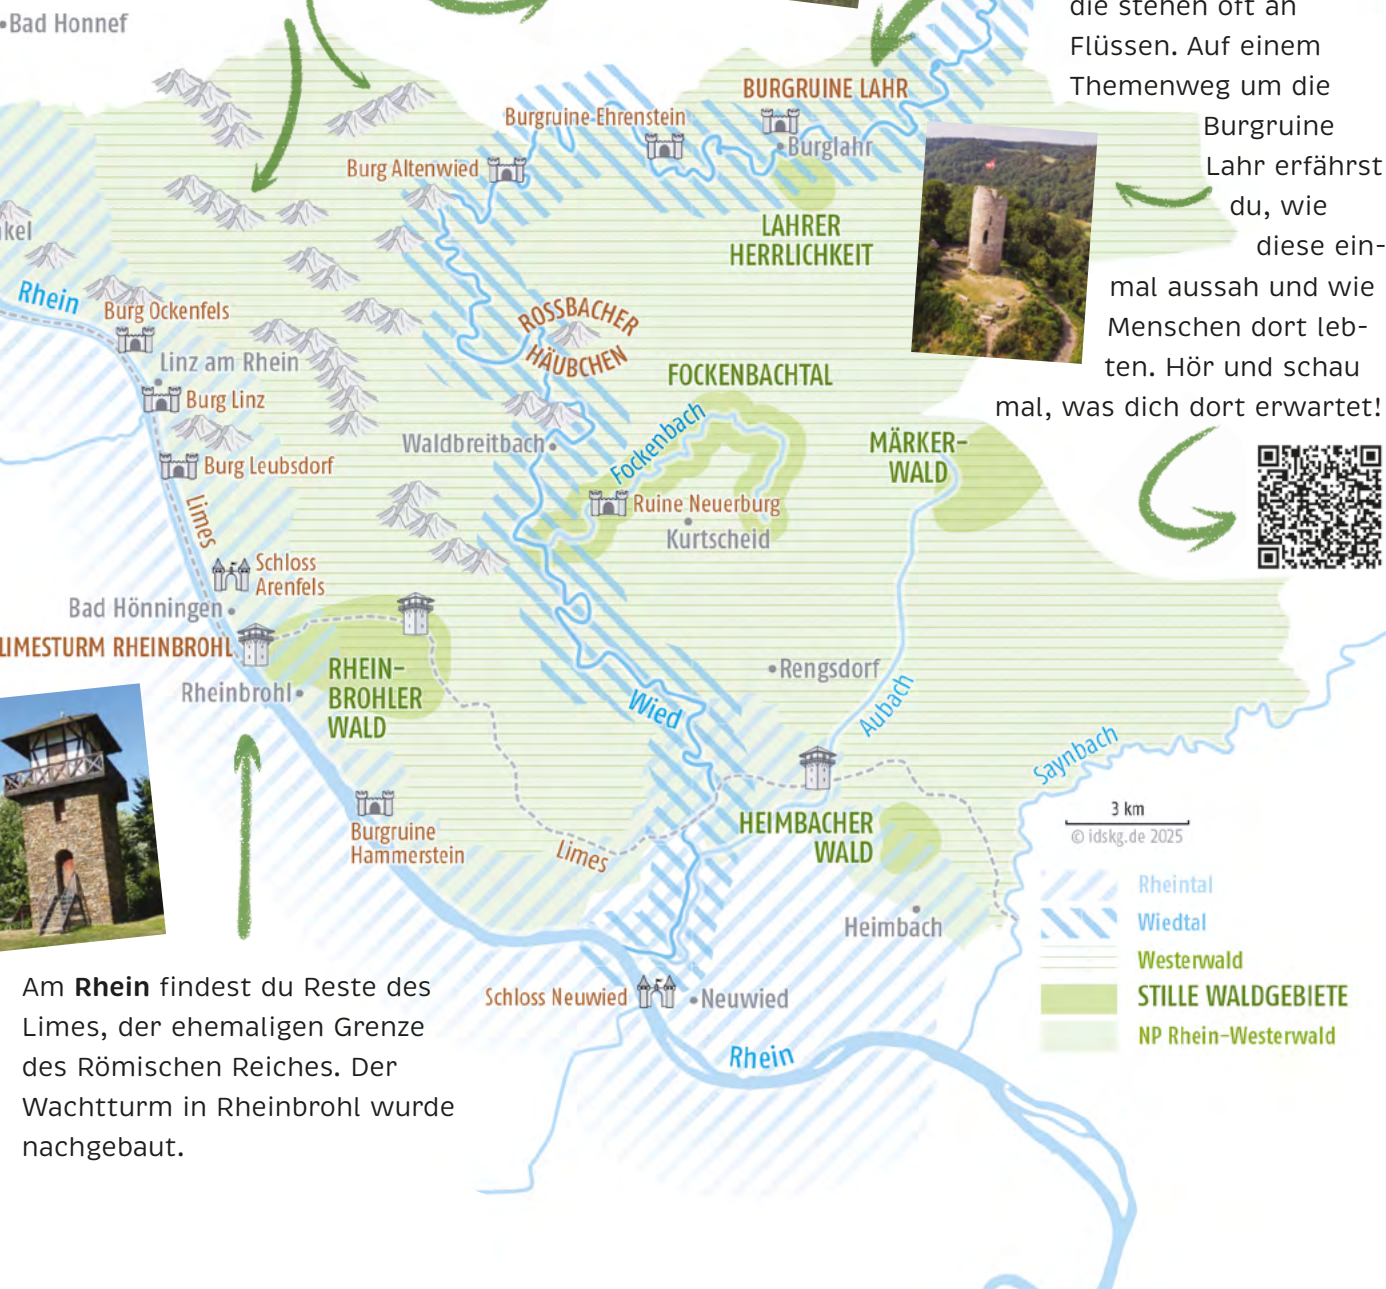 Bad Honnef
die stehen oft an
Flüssen. Auf einem
Themenweg um die
Burgruine
Lahr erfährst
du, wie
diese ein-
mal aussah und wie
Menschen dort leb-
ten. Hör und schau
mal, was dich dort erwartet!
BURGRUINE LAHR
Burgruine Ehrenstein
Burglahr
Burg Altenwied
LAHRER
HERRLICHKEIT
kel
Rhein
Burg Ockenfels
Linz am Rhein
Burg Linz
Burg Leubsdorf
ROSSBACHER
HÄUBCHEN
FOCKENBACHTAL
Fockenbach
Waldbreitbach
MÄRKER-
WALD
Ruine Neuerburg
Kurtscheid
Limes
Schloss
Arenfels
Bad Hönningen
LIMESTURM RHEINBROHL
Rheinbrohl
RHEIN-
BROHLER
WALD
Rengsdorf
Wied
Aubach
Saynbach
Burgruine
Hammerstein
Limes
HEIMBACHER
WALD
Heimbach
Schloss Neuwied
Neuwied
Rhein
3 km
© idskg.de 2025
Rheintal
Wiedtal
Westerwald
STILLE WALDGEBIETE
NP Rhein-Westerwald
Am Rhein findest du Reste des
Limes, der ehemaligen Grenze
des Römischen Reiches. Der
Wachtturm in Rheinbrohl wurde
nachgebaut.